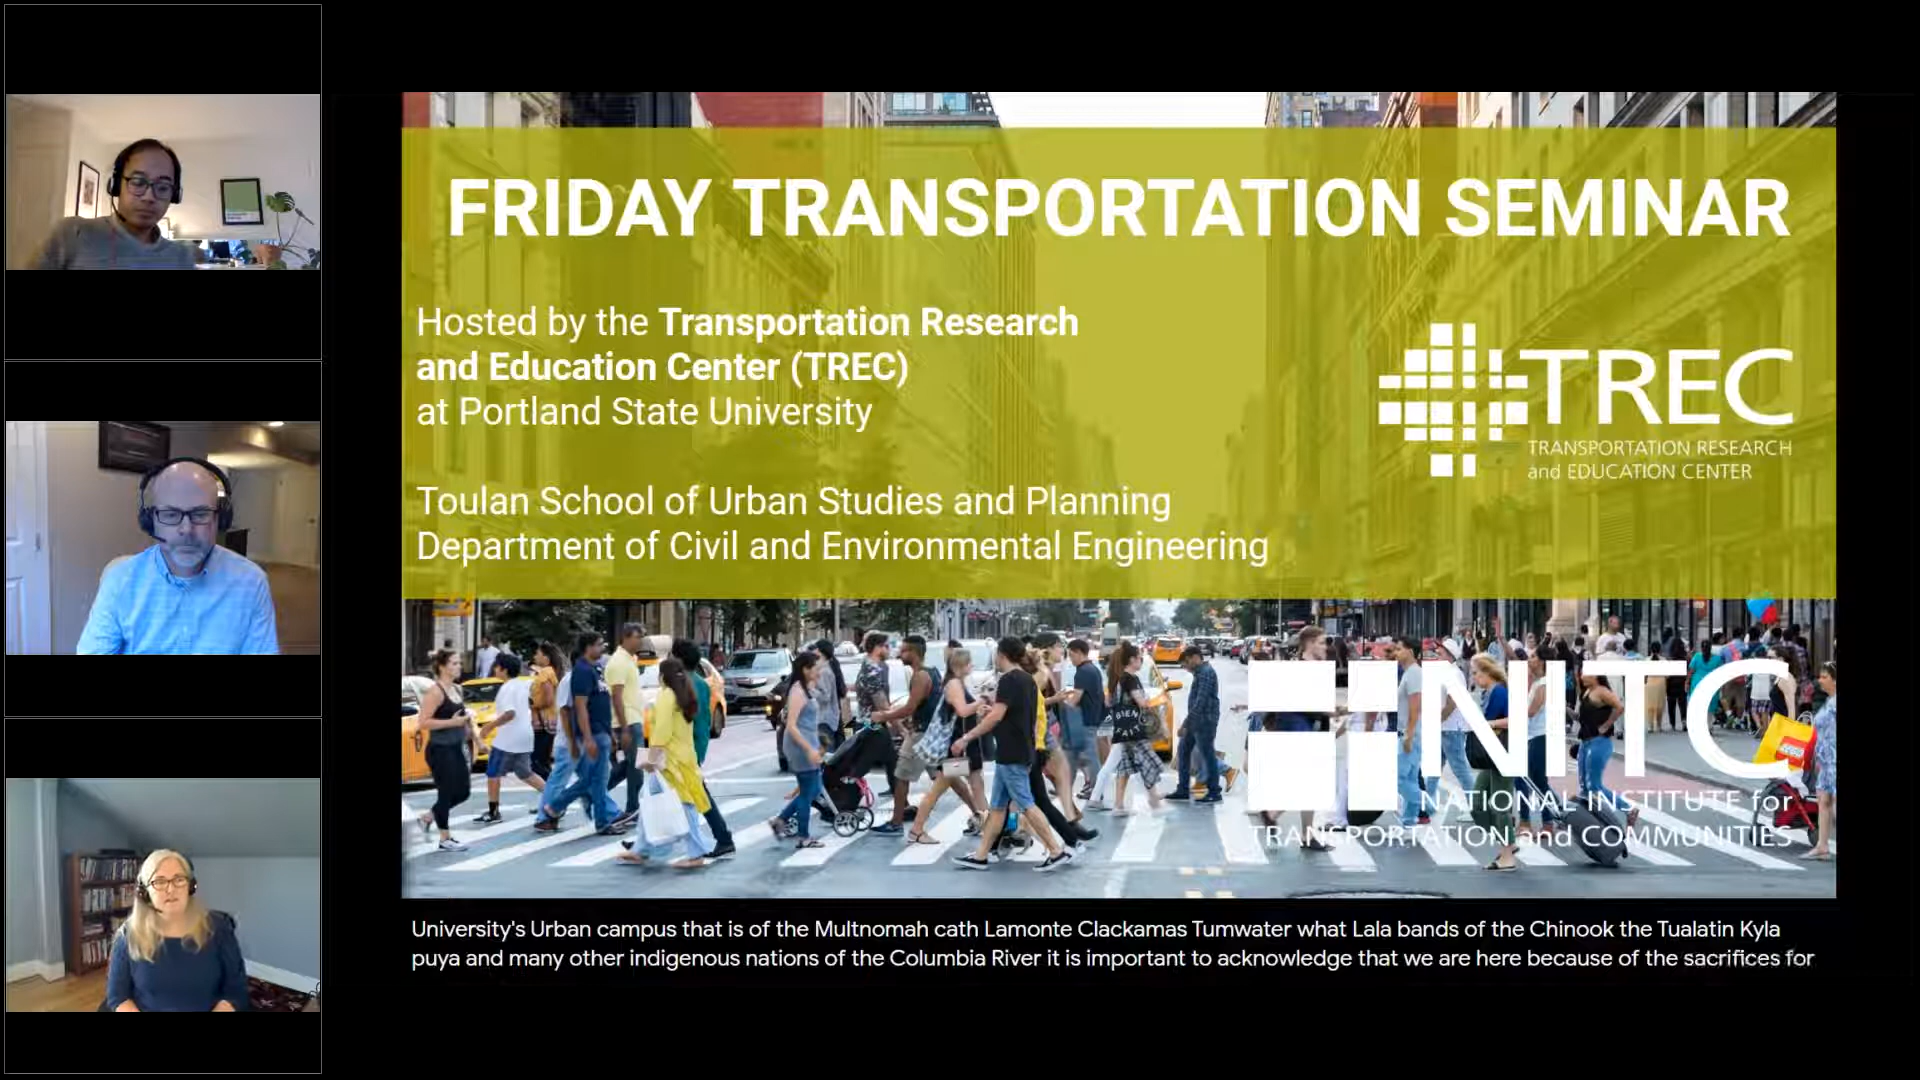 FRIDAY TRANSPORTATION SEMINAR
Hosted by the Transportation Research
and Education Center (TREC)
at Portland State University
TREC
TRANSPORTATION RESEARCH
and EDUCATION CENTER
Toulan School of Urban Studies and Planning
Department of Civil and Environmental Engineering
BIEN
FAIT
NITC
NATIONAL INSTITUTE for
TRANSPORTATION and COMMUNITIES
University's Urban campus that is of the Multnomah cath Lamonte Clackamas Tumwater what Lala bands of the Chinook the Tualatin Kyla
puya and many other indigenous nations of the Columbia River it is important to acknowledge that we are here because of the sacrifices for